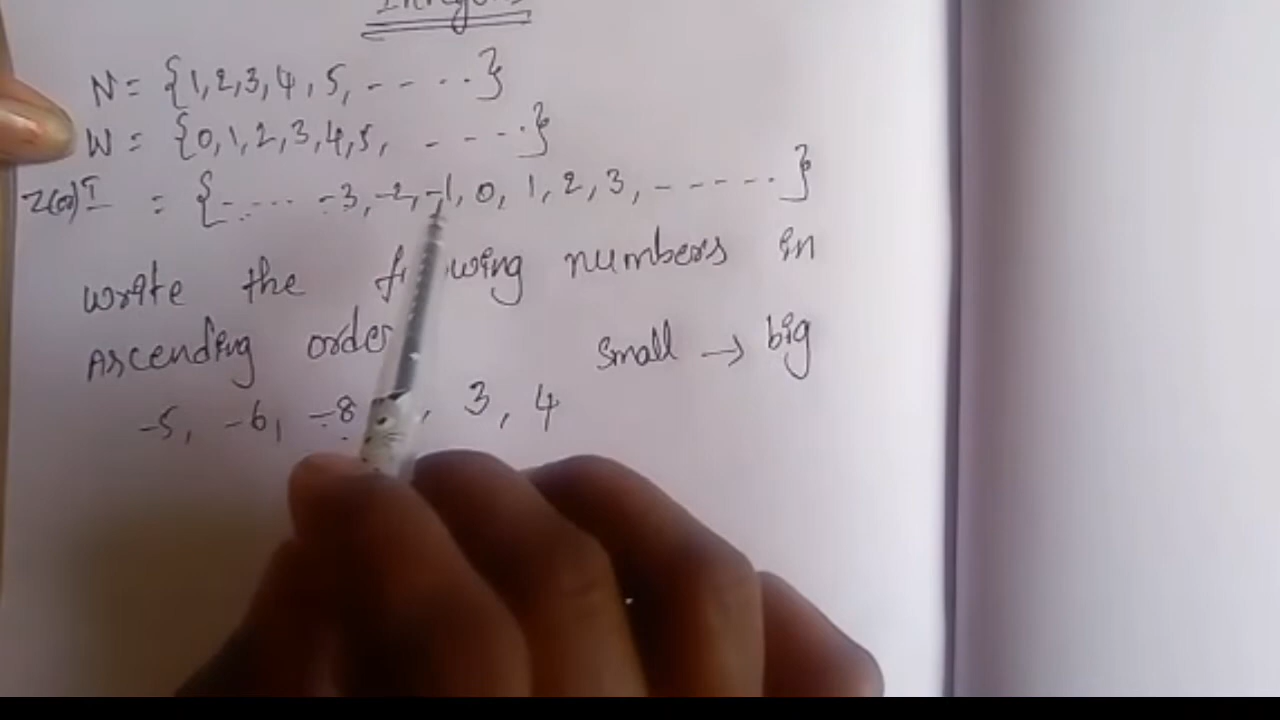 N = {1,2,3,4,5, - - - ··}
W = {0,1,2,3,4,5, - - - ··}
Z(or)I = {- - ···· -3,-2,-1,0,1,2,3,- - - - -·}
write the numbers in
Ascending order small → big
-5, -6, -8 , 3, 4